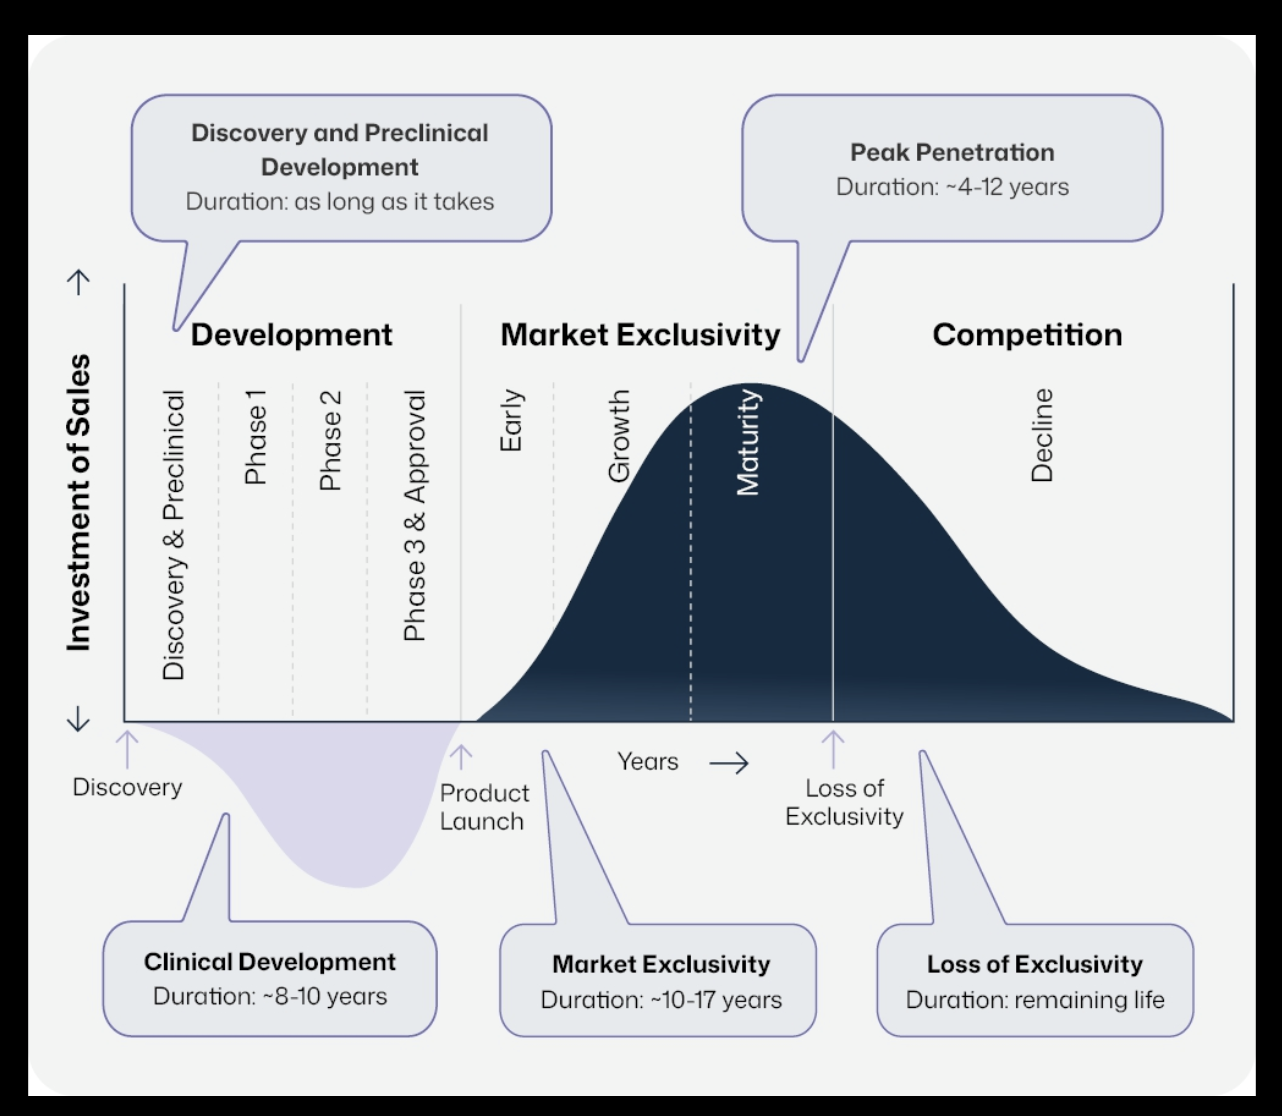 Discovery and Preclinical
Development
Duration: as long as it takes
Peak Penetration
Duration: ~4-12 years
Investment of Sales
Development
Market Exclusivity
Competition
Discovery & Preclinical
Phase 1
Phase 2
Phase 3 & Approval
Early
Growth
Maturity
Decline
Discovery
Product
Launch
Years
Loss of
Exclusivity
Clinical Development
Duration: ~8-10 years
Market Exclusivity
Duration: ~10-17 years
Loss of Exclusivity
Duration: remaining life